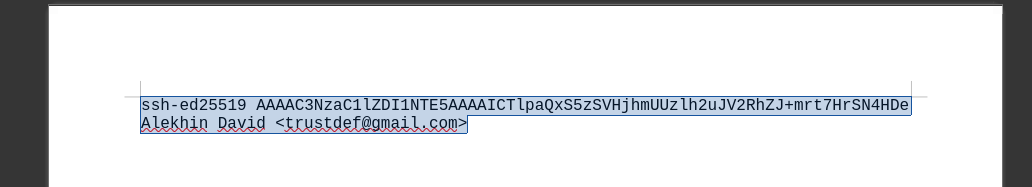 ssh-ed25519 AAAAC3NzaC1lZDI1NTE5AAAAICTlpaQxS5zSVHjhmUUzlh2uJV2RhZJ+mrt7HrSN4HDe
Alekhin David <trustdef@gmail.com>